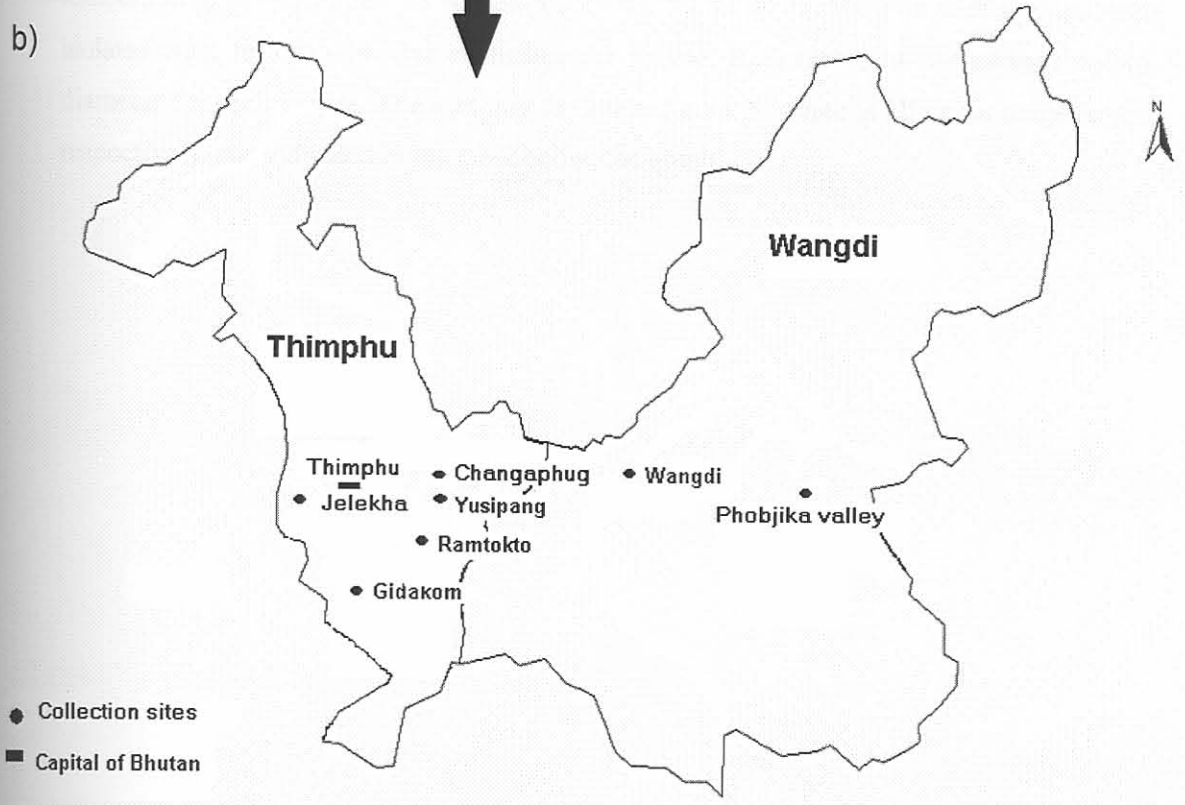 b)
N
Wangdi
Thimphu
Thimphu
Changaphug
Wangdi
Jelekha
Yusipang
Phobjika valley
Ramtokto
Gidakom
Collection sites
Capital of Bhutan